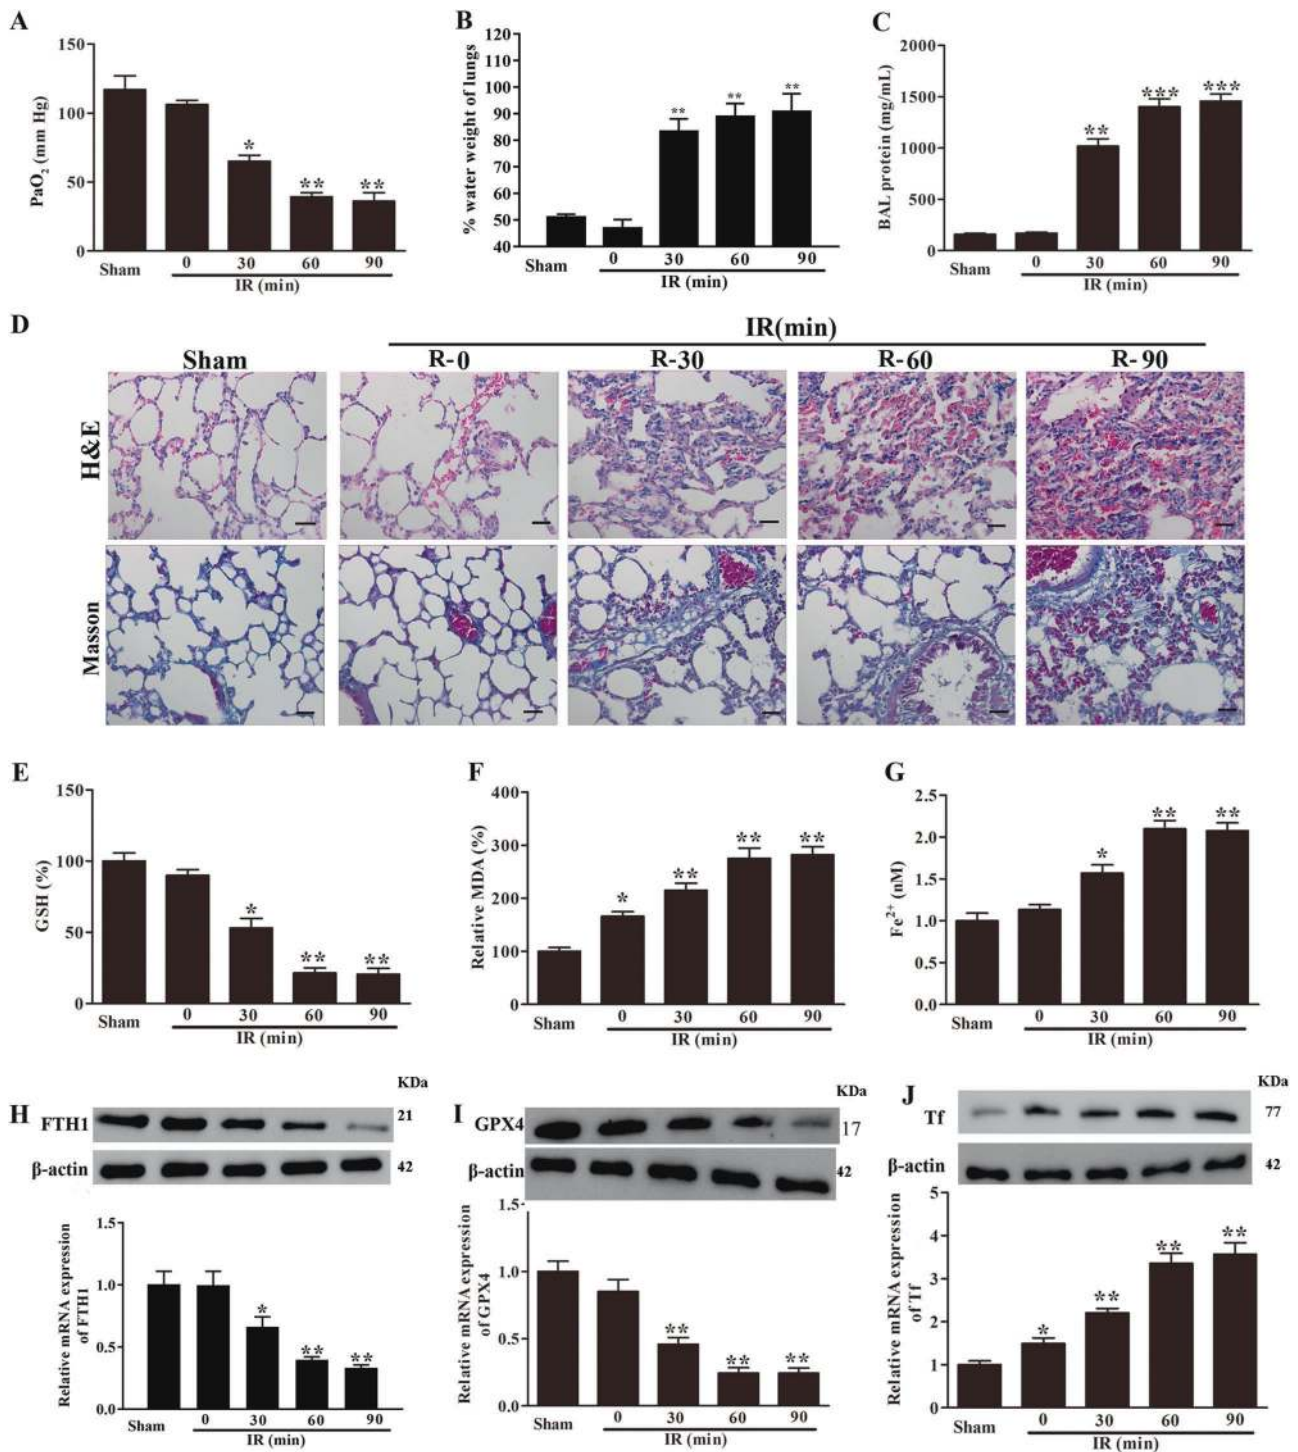 A
PaO2 (mm Hg)
150
100
50
0
*
**
**
Sham
0
30
60
90
IR (min)
B
% water weight of lungs
120
110
100
90
80
70
60
50
40
**
**
**
Sham
0
30
60
90
IR (min)
C
BAL protein (mg/mL)
2000
1500
1000
500
0
**
***
***
Sham
0
30
60
90
IR (min)
D
IR(min)
Sham
R-0
R-30
R-60
R-90
H&E
Masson
E
GSH (%)
150
100
50
0
*
**
**
Sham
0
30
60
90
IR (min)
F
Relative MDA (%)
400
300
200
100
0
*
**
**
**
Sham
0
30
60
90
IR (min)
G
Fe2+ (nM)
2.5
2.0
1.5
1.0
0.5
0.0
*
**
**
Sham
0
30
60
90
IR (min)
H
KDa
FTH1
21
β-actin
42
Relative mRNA expression
of FTH1
1.5
1.0
0.5
0.0
*
**
**
Sham
0
30
60
90
IR (min)
I
KDa
GPX4
17
β-actin
42
Relative mRNA expression
of GPX4
1.5
1.0
0.5
0.0
**
**
**
Sham
0
30
60
90
IR (min)
J
KDa
Tf
77
β-actin
42
Relative mRNA expression
of Tf
5
4
3
2
1
0
*
**
**
**
Sham
0
30
60
90
IR (min)